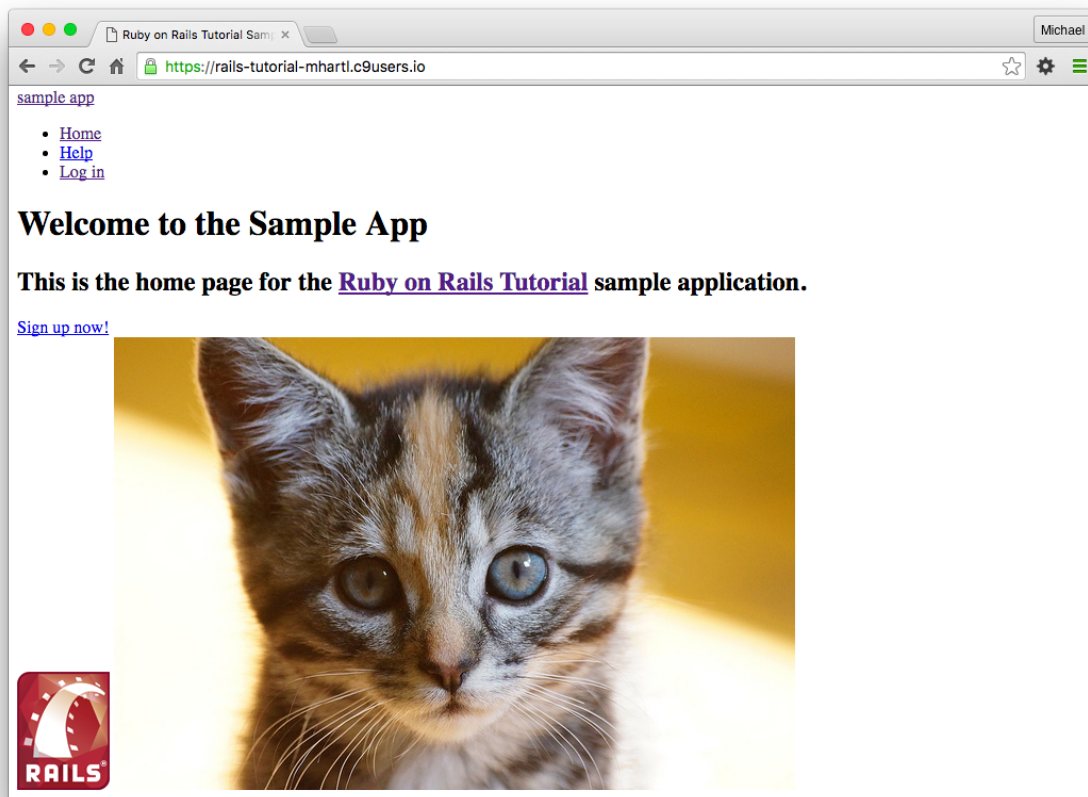 Ruby on Rails Tutorial Sam
Michael
https://rails-tutorial-mhartl.c9users.io
sample app
Home
Help
Log in
Welcome to the Sample App
This is the home page for the Ruby on Rails Tutorial sample application.
Sign up now!
RAILS®